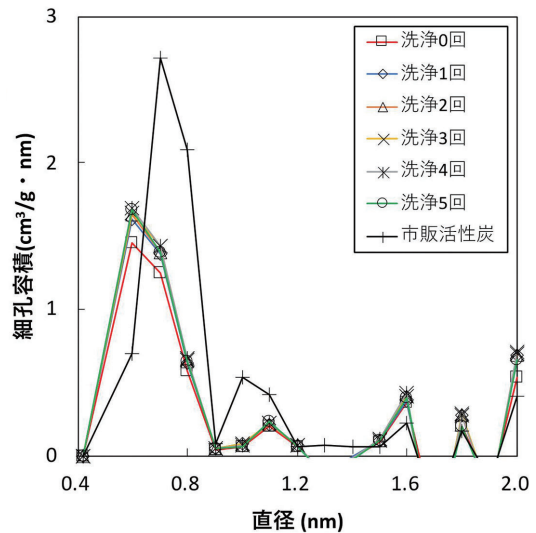 3
2
1
0
細孔容積(cm³/g・nm)
洗浄0回
洗浄1回
洗浄2回
洗浄3回
洗浄4回
洗浄5回
市販活性炭
0.4 0.8 1.2 1.6 2.0
直径 (nm)